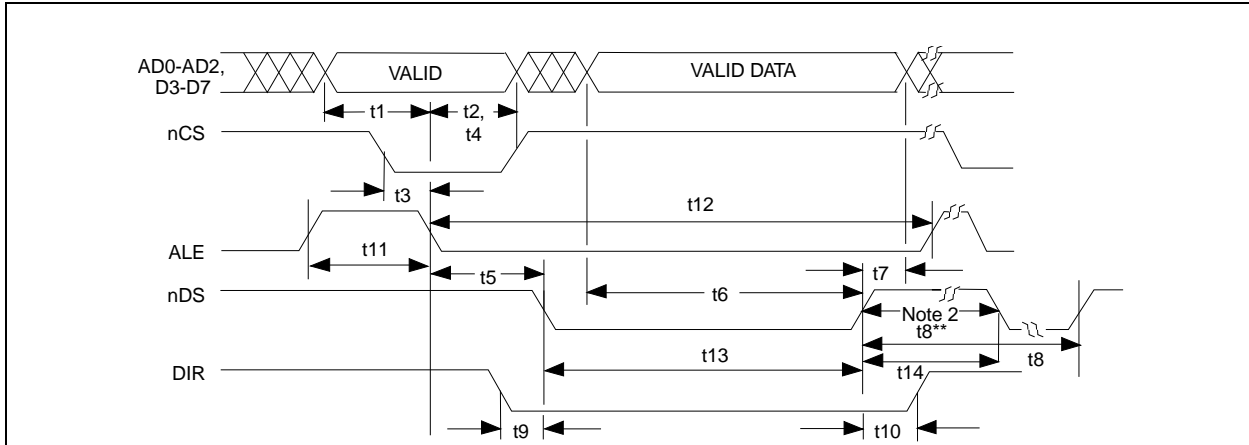 AD0-AD2,
D3-D7
VALID
VALID DATA
t1
t2,
t4
nCS
t3
t12
ALE
t11
t5
t7
nDS
t6
Note 2
t8**
t8
t13
t14
DIR
t9
t10